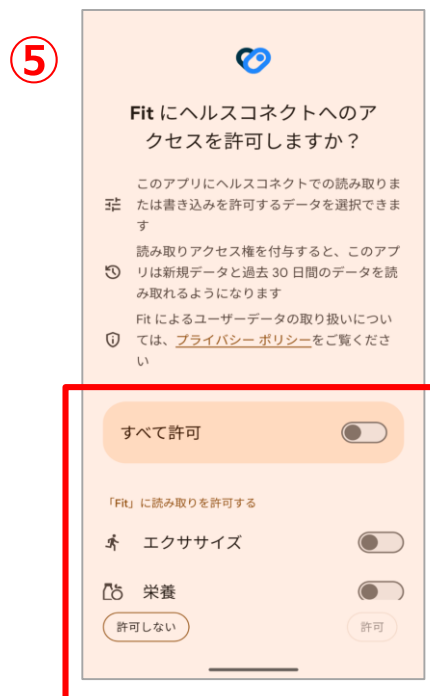 ⑤
Fit にヘルスコネクトへのア
クセスを許可しますか？
このアプリにヘルスコネクトでの読み取りま
たは書き込みを許可するデータを選択できま
す
読み取りアクセス権を付与すると、このアプ
リは新規データと過去 30 日間のデータを読
み取れるようになります
Fit によるユーザーデータの取り扱いについ
ては、プライバシー ポリシーをご覧くださ
い
すべて許可
「Fit」に読み取りを許可する
エクササイズ
栄養
許可しない
許可